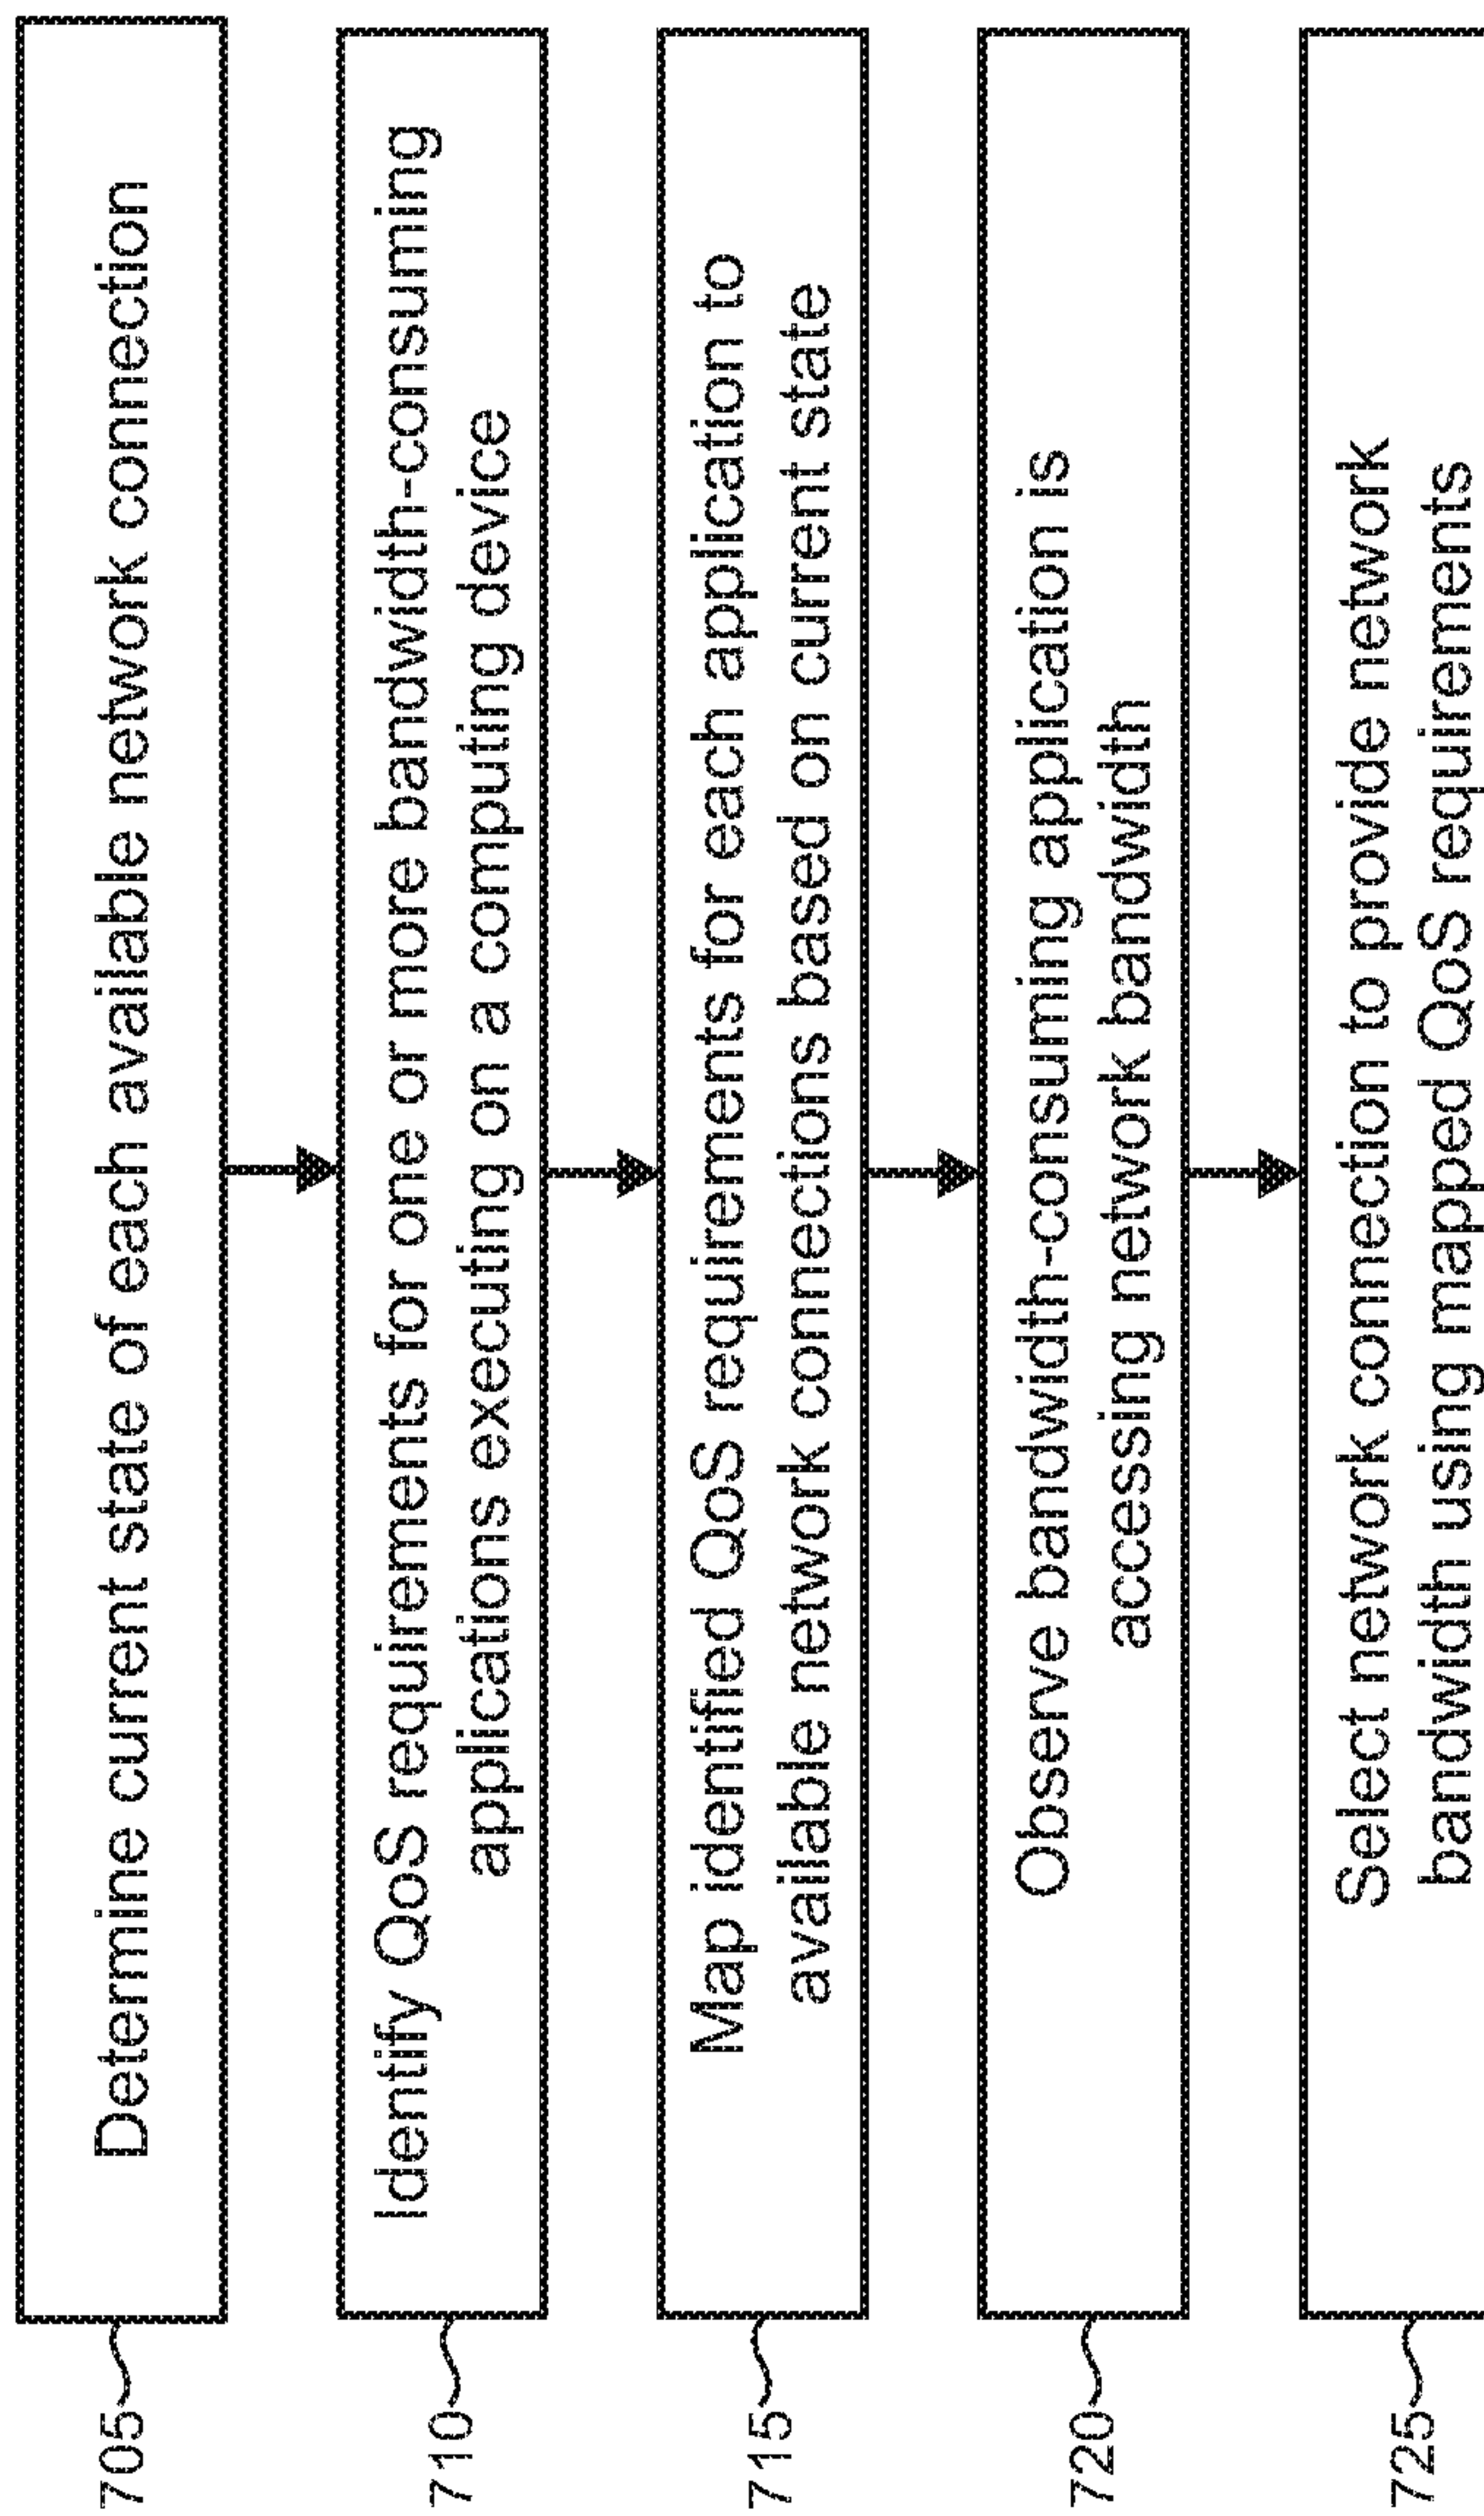 705
Determine current state of each available network connection
710
Identify QoS requirements for one or more bandwidth-consuming
applications executing on a computing device
715
Map identified QoS requirements for each application to
available network connections based on current state
720
Observe bandwidth-consuming application is
accessing network bandwidth
725
Select network connection to provide network
bandwidth using mapped QoS requirements